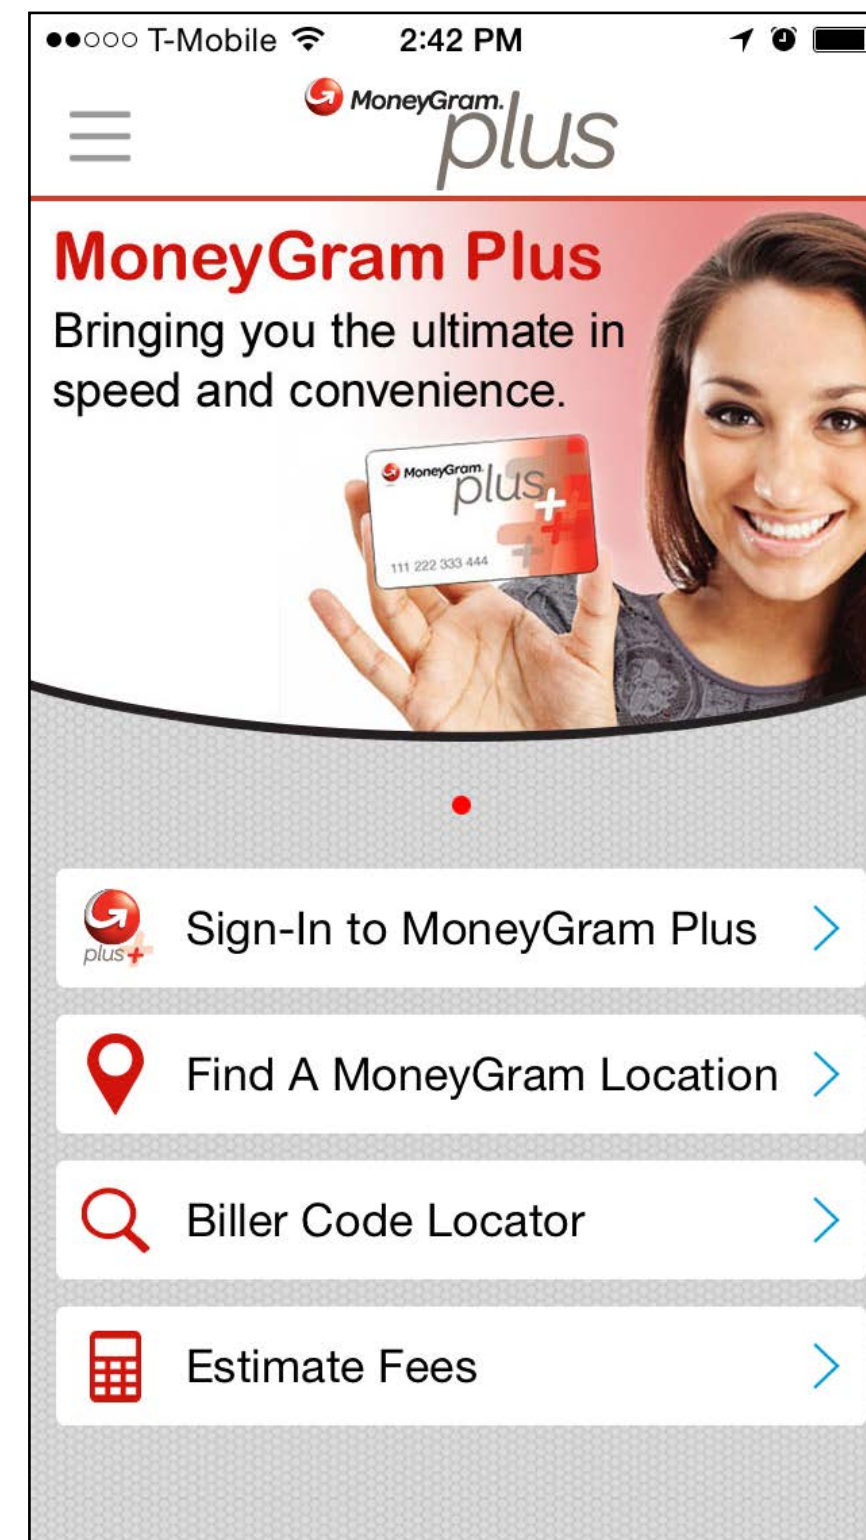 T-Mobile 2:42 PM
MoneyGram.
plus
MoneyGram Plus
Bringing you the ultimate in
speed and convenience.
MoneyGram.
plus
111 222 333 444
plus
Sign-In to MoneyGram Plus
Find A MoneyGram Location
Biller Code Locator
Estimate Fees